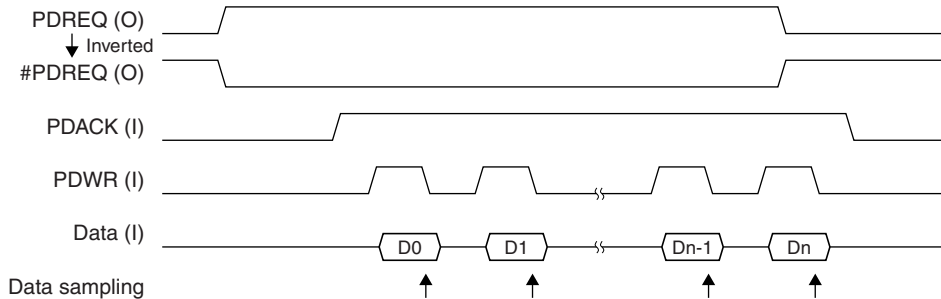 PDREQ (O)
Inverted
#PDREQ (O)
PDACK (I)
PDWR (I)
Data (I)
D0 D1 Dn-1 Dn
Data sampling